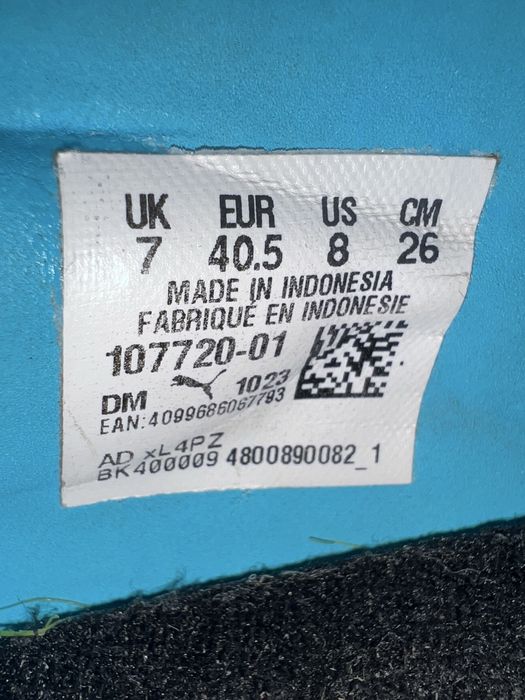 UK EUR US CM
7 40.5 8 26
MADE IN INDONESIA
FABRIQUÉ EN INDONESIE
107720-01
DM 1023
EAN:4099686067793
AD xL4PZ
BK400009 4800890082_1